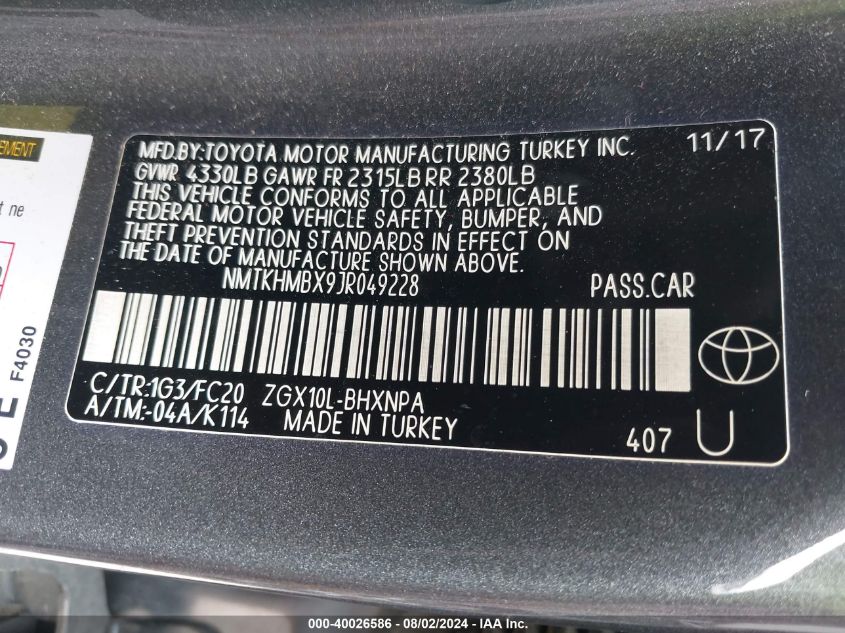 EMENT
t ne
F4030
MFD.BY:TOYOTA MOTOR MANUFACTURING TURKEY INC. 11/17
GVWR 4330LB GAWR FR 2315LB RR 2380LB
THIS VEHICLE CONFORMS TO ALL APPLICABLE
FEDERAL MOTOR VEHICLE SAFETY, BUMPER, AND
THEFT PREVENTION STANDARDS IN EFFECT ON
THE DATE OF MANUFACTURE SHOWN ABOVE.
NMTKHMBX9JR049228 PASS.CAR
C/TR:1G3/FC20 ZGX10L-BHXNPA
A/TM:-04A/K114 MADE IN TURKEY 407 U
000-40026586 - 08/02/2024 - IAA Inc.